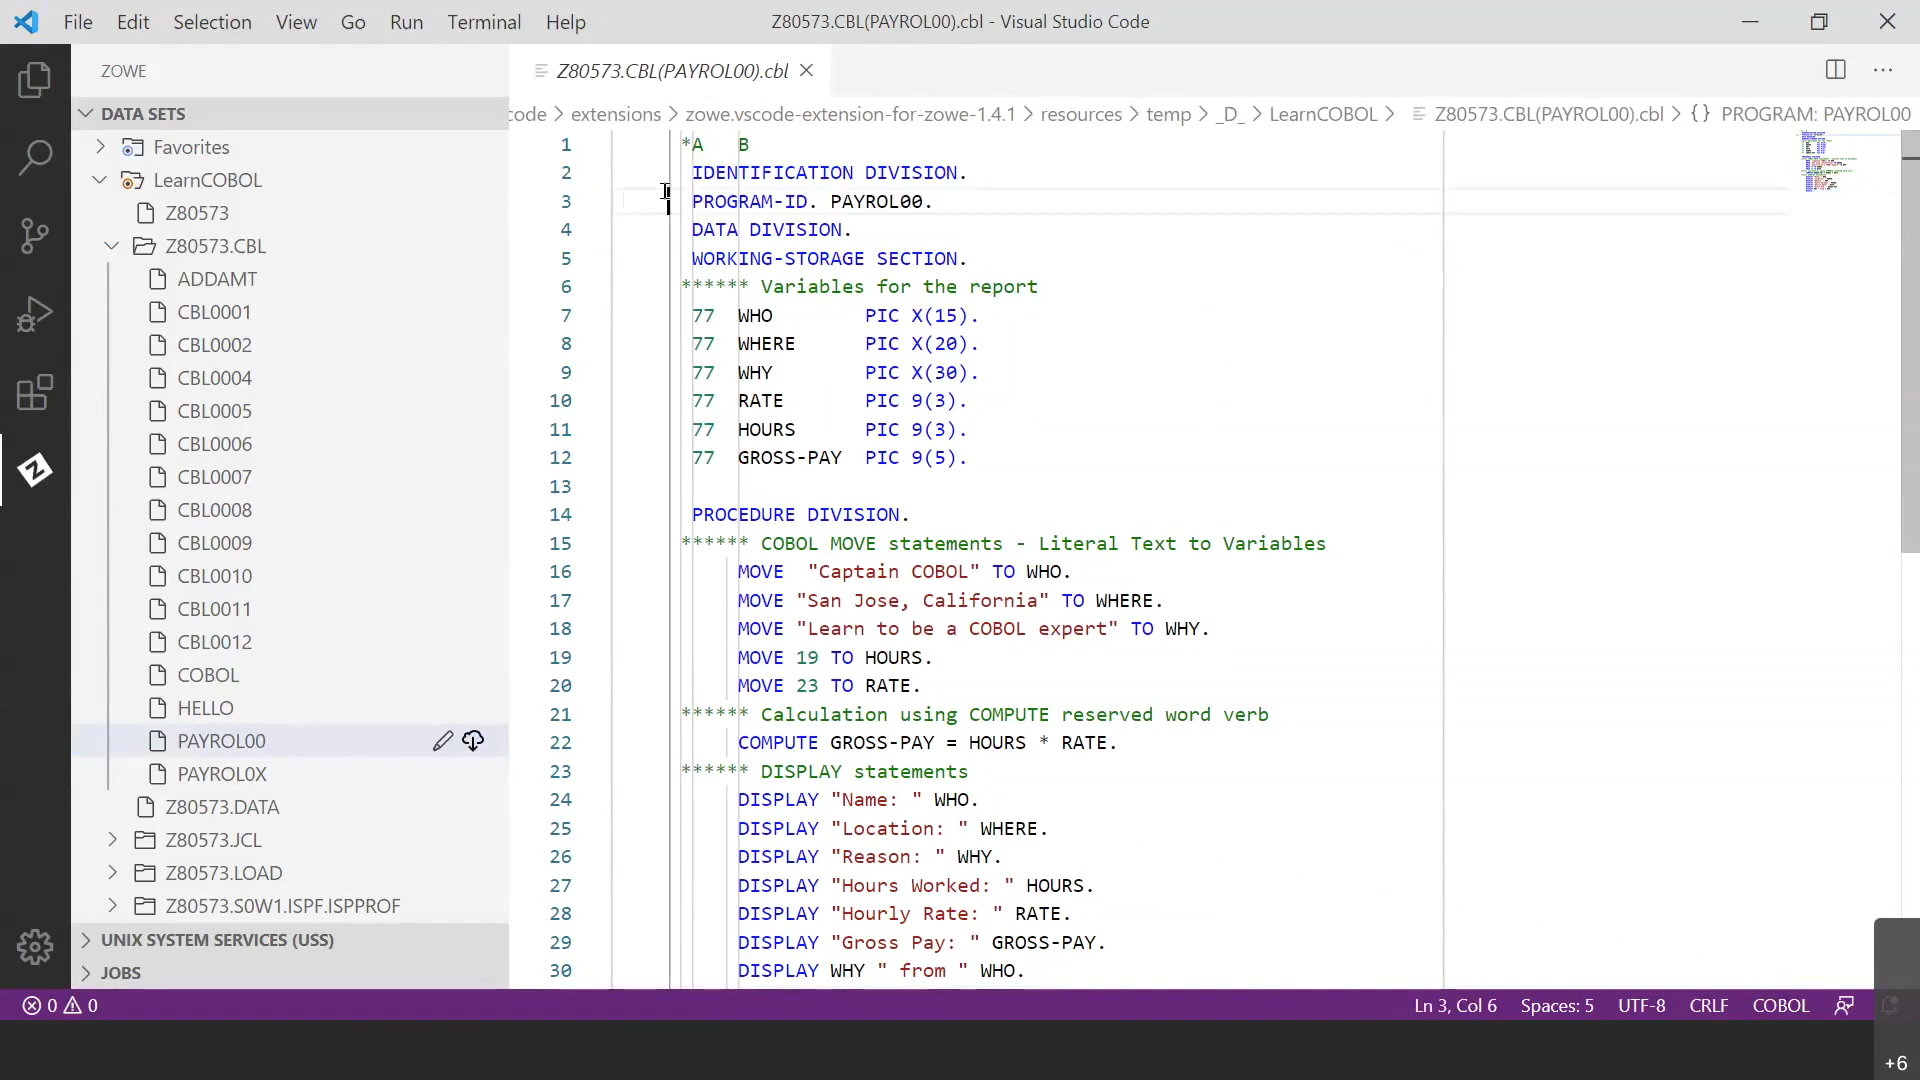 File Edit Selection View Go Run Terminal Help Z80573.CBL(PAYROL00).cbl - Visual Studio Code
ZOWE
DATA SETS
Favorites
LearnCOBOL
Z80573
Z80573.CBL
ADDAMT
CBL0001
CBL0002
CBL0004
CBL0005
CBL0006
CBL0007
CBL0008
CBL0009
CBL0010
CBL0011
CBL0012
COBOL
HELLO
PAYROL00
PAYROL0X
Z80573.DATA
Z80573.JCL
Z80573.LOAD
Z80573.S0W1.ISPF.ISPPROF
UNIX SYSTEM SERVICES (USS)
JOBS
Z80573.CBL(PAYROL00).cbl
code > extensions > zowe.vscode-extension-for-zowe-1.4.1 > resources > temp > _D_ > LearnCOBOL > Z80573.CBL(PAYROL00).cbl > {} PROGRAM: PAYROL00
1 *A B
2 IDENTIFICATION DIVISION.
3 PROGRAM-ID. PAYROL00.
4 DATA DIVISION.
5 WORKING-STORAGE SECTION.
6 ****** Variables for the report
7 77 WHO PIC X(15).
8 77 WHERE PIC X(20).
9 77 WHY PIC X(30).
10 77 RATE PIC 9(3).
11 77 HOURS PIC 9(3).
12 77 GROSS-PAY PIC 9(5).
13
14 PROCEDURE DIVISION.
15 ****** COBOL MOVE statements - Literal Text to Variables
16 MOVE "Captain COBOL" TO WHO.
17 MOVE "San Jose, California" TO WHERE.
18 MOVE "Learn to be a COBOL expert" TO WHY.
19 MOVE 19 TO HOURS.
20 MOVE 23 TO RATE.
21 ****** Calculation using COMPUTE reserved word verb
22 COMPUTE GROSS-PAY = HOURS * RATE.
23 ****** DISPLAY statements
24 DISPLAY "Name: " WHO.
25 DISPLAY "Location: " WHERE.
26 DISPLAY "Reason: " WHY.
27 DISPLAY "Hours Worked: " HOURS.
28 DISPLAY "Hourly Rate: " RATE.
29 DISPLAY "Gross Pay: " GROSS-PAY.
30 DISPLAY WHY " from " WHO.
0 0 Ln 3, Col 6 Spaces: 5 UTF-8 CRLF COBOL
+6